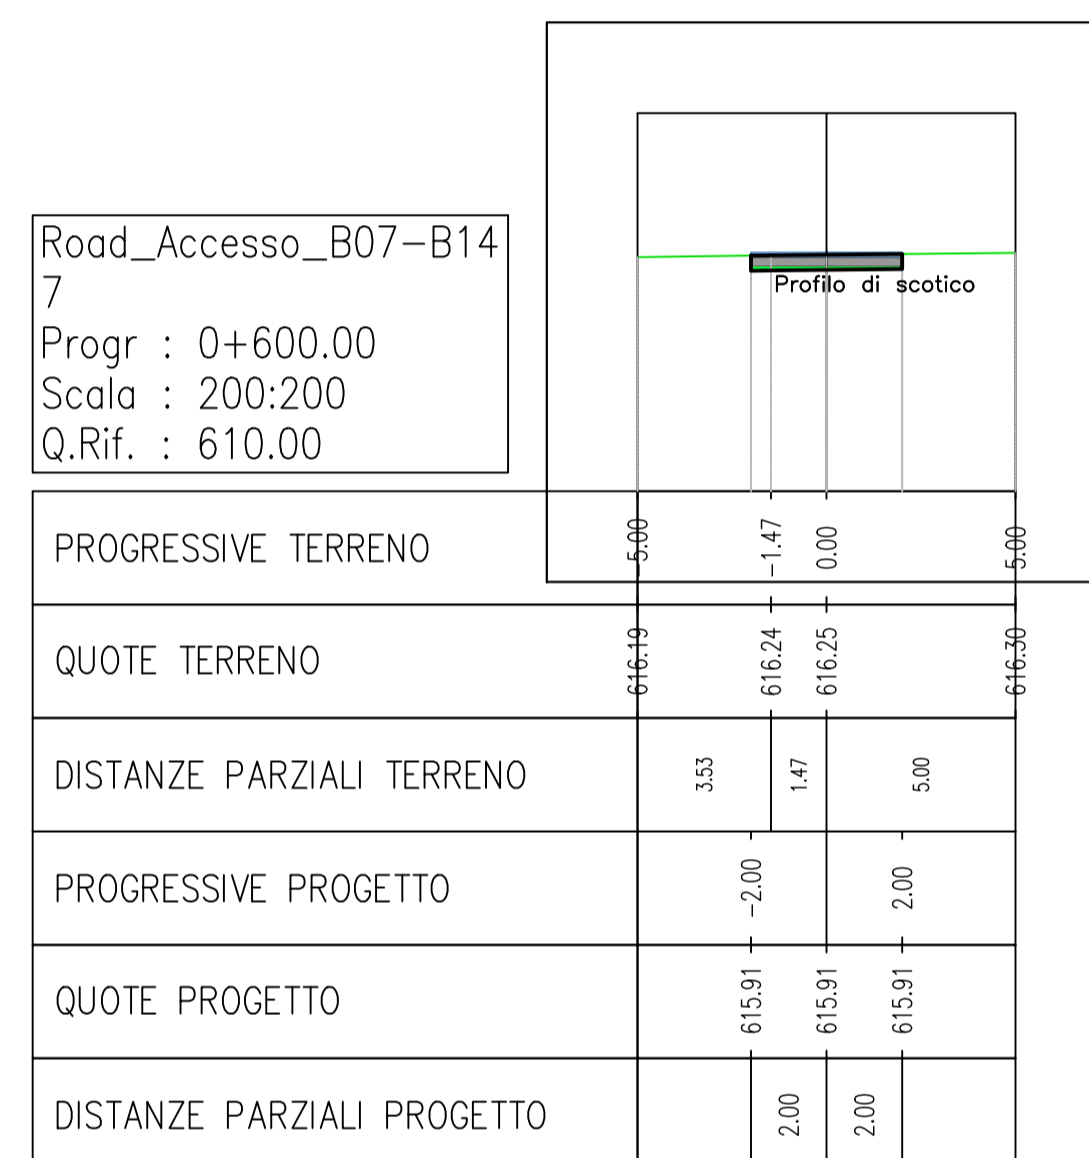 Road_Accesso_B07-B14
7
Progr : 0+600.00
Scala : 200:200
Q.Rif. : 610.00
Profilo di scotico
PROGRESSIVE TERRENO -5.00 -1.47 0.00 5.00
QUOTE TERRENO 616.19 616.24 616.25 616.30
DISTANZE PARZIALI TERRENO 3.53 1.47 5.00
PROGRESSIVE PROGETTO -2.00 2.00
QUOTE PROGETTO 615.91 615.91 615.91
DISTANZE PARZIALI PROGETTO 2.00 2.00